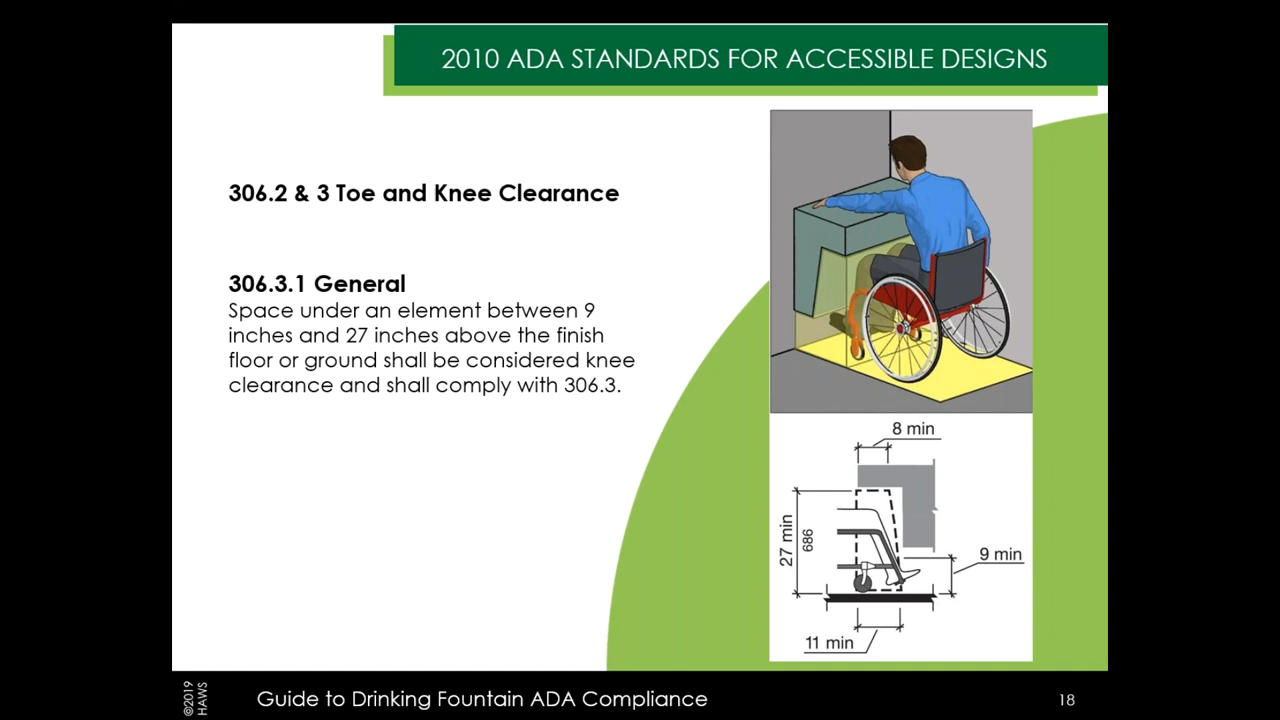 2010 ADA STANDARDS FOR ACCESSIBLE DESIGNS
306.2 & 3 Toe and Knee Clearance
306.3.1 General
Space under an element between 9
inches and 27 inches above the finish
floor or ground shall be considered knee
clearance and shall comply with 306.3.
8 min
27 min
686
9 min
11 min
©2019
HAWS
Guide to Drinking Fountain ADA Compliance
18